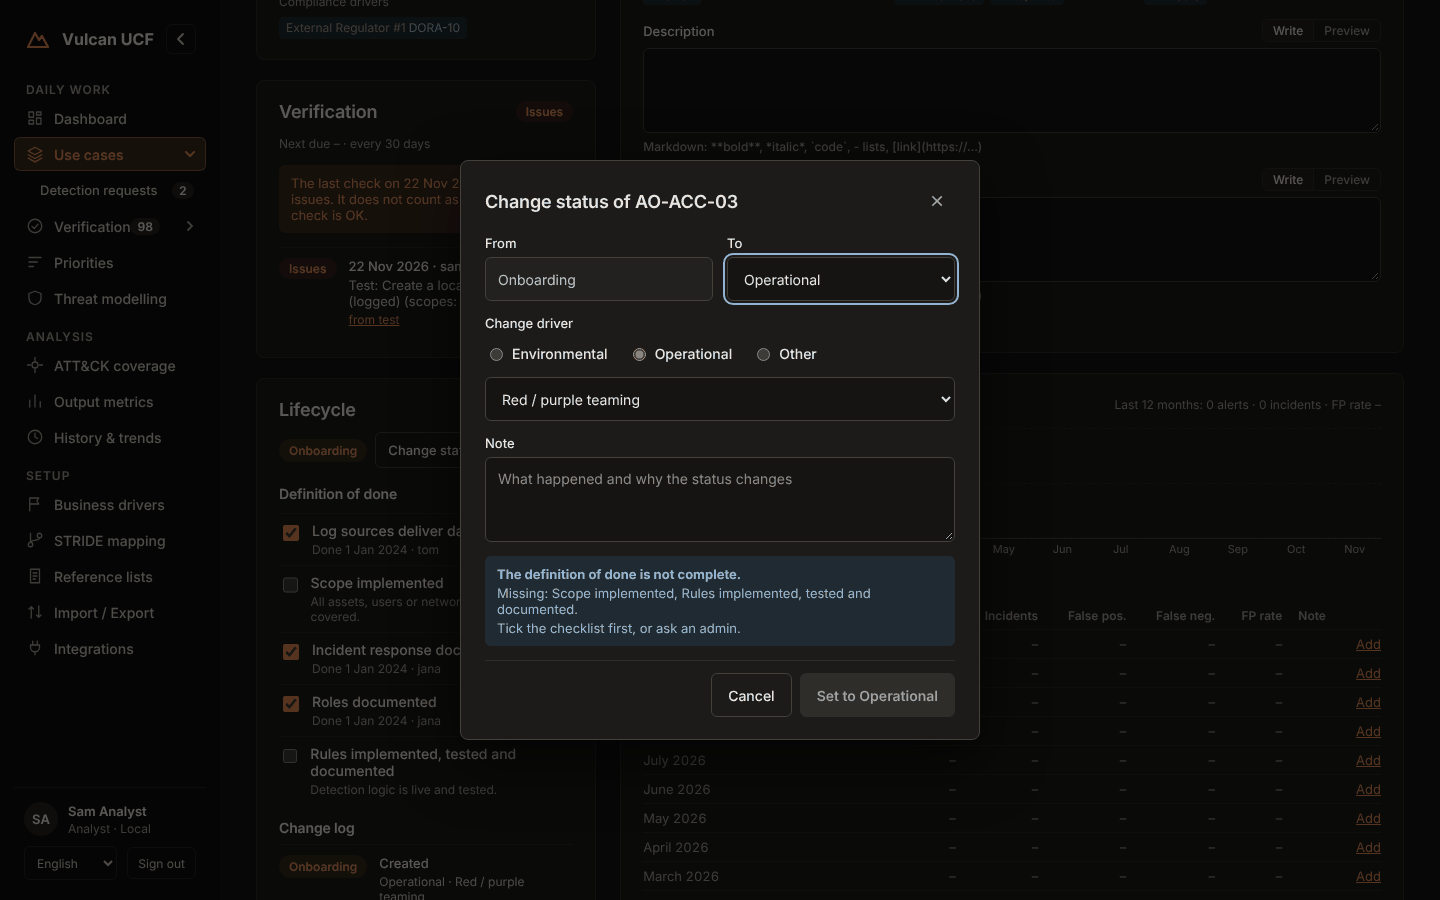 Vulcan UCF
DAILY WORK
Dashboard
Use cases
Detection requests 2
Verification 98
Priorities
Threat modelling
ANALYSIS
ATT&CK coverage
Output metrics
History & trends
SETUP
Business drivers
STRIDE mapping
Reference lists
Import / Export
Integrations
SA
Sam Analyst
Analyst · Local
English
Sign out
Compliance drivers
External Regulator #1 DORA-10
Verification
Issues
Next due – · every 30 days
The last check on 22 Nov 2
issues. It does not count as
check is OK.
Issues
22 Nov 2026 · sam
Test: Create a loca
(logged) (scopes:
from test
Lifecycle
Onboarding
Change sta
Definition of done
Log sources deliver da
Done 1 Jan 2024 · tom
Scope implemented
All assets, users or networ
covered.
Incident response doc
Done 1 Jan 2024 · jana
Roles documented
Done 1 Jan 2024 · jana
Rules implemented, tested and
documented
Detection logic is live and tested.
Change log
Onboarding
Created
Operational · Red / purple
teaming
Description
Write
Preview
Markdown: **bold**, *italic*, `code`, - lists, [link](https://...)
Write
Preview
Last 12 months: 0 alerts · 0 incidents · FP rate –
May Jun Jul Aug Sep Oct Nov
Incidents False pos. False neg. FP rate Note
– – – – Add
– – – – Add
– – – – Add
– – – – Add
July 2026 – – – – – Add
June 2026 – – – – – Add
May 2026 – – – – – Add
April 2026 – – – – – Add
March 2026 – – – – – Add
Change status of AO-ACC-03
From
To
Onboarding
Operational
Change driver
Environmental
Operational
Other
Red / purple teaming
Note
What happened and why the status changes
The definition of done is not complete.
Missing: Scope implemented, Rules implemented, tested and
documented.
Tick the checklist first, or ask an admin.
Cancel
Set to Operational